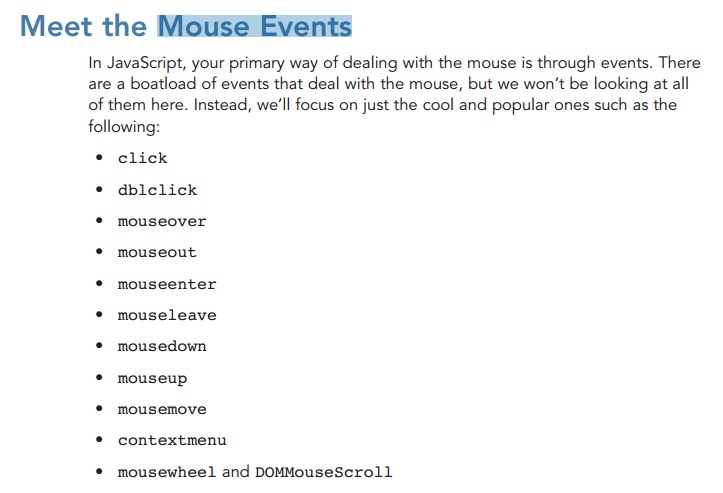 Meet the Mouse Events
In JavaScript, your primary way of dealing with the mouse is through events. There
are a boatload of events that deal with the mouse, but we won't be looking at all
of them here. Instead, we'll focus on just the cool and popular ones such as the
following:
• click
• dblclick
• mouseover
• mouseout
• mouseenter
• mouseleave
• mousedown
• mouseup
• mousemove
• contextmenu
• mousewheel and DOMMouseScroll